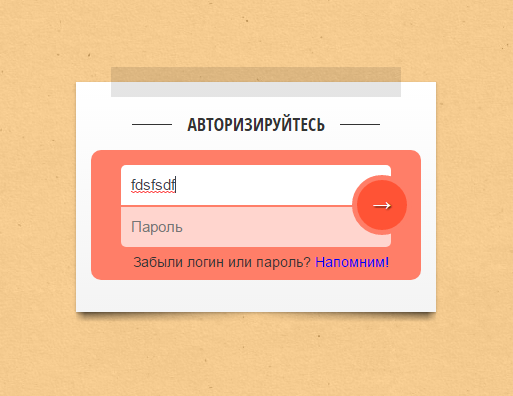 АВТОРИЗИРУЙТЕСЬ
fdsfsdf
Пароль
→
Забыли логин или пароль? Напомним!